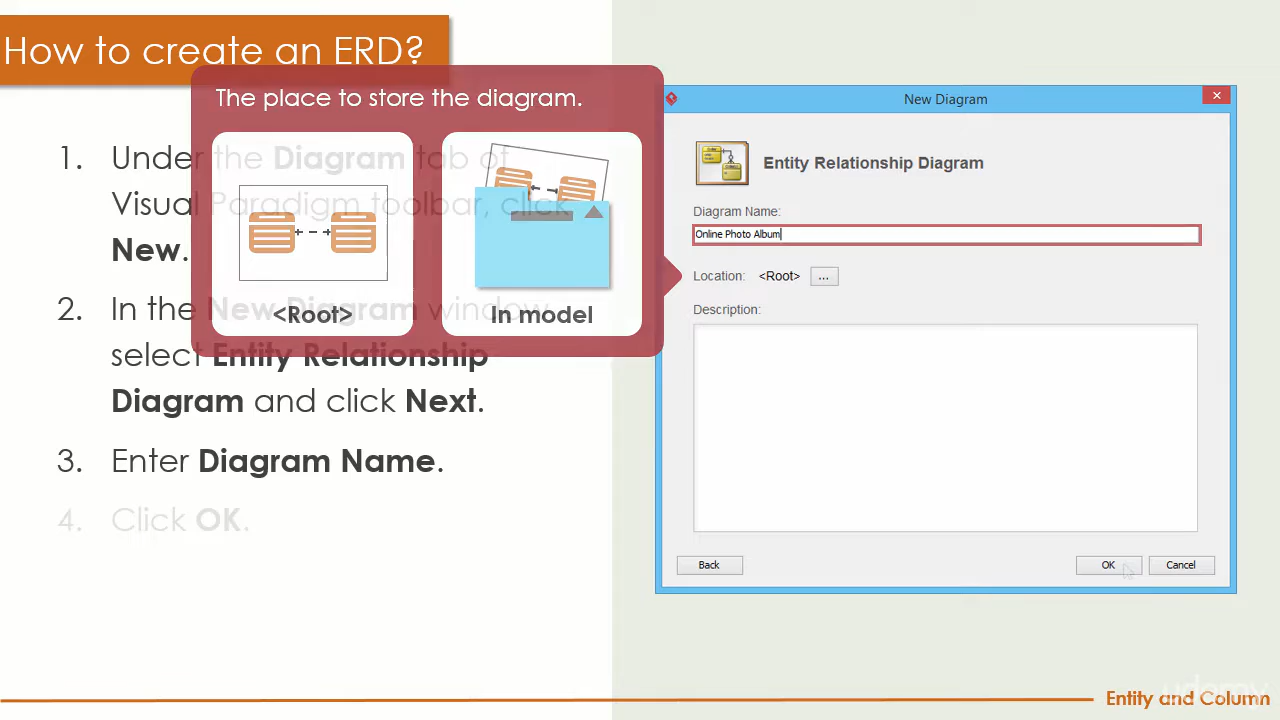 How to create an ERD?
The place to store the diagram.
<Root>
In model
1. Under the Diagram tab of
Visual Paradigm toolbar, click
New.
2. In the New Diagram window
select Entity Relationship
Diagram and click Next.
3. Enter Diagram Name.
4. Click OK.
New Diagram
Entity Relationship Diagram
Diagram Name:
Online Photo Album
Location: <Root> ...
Description:
Back
OK
Cancel
Entity and Column
udemy